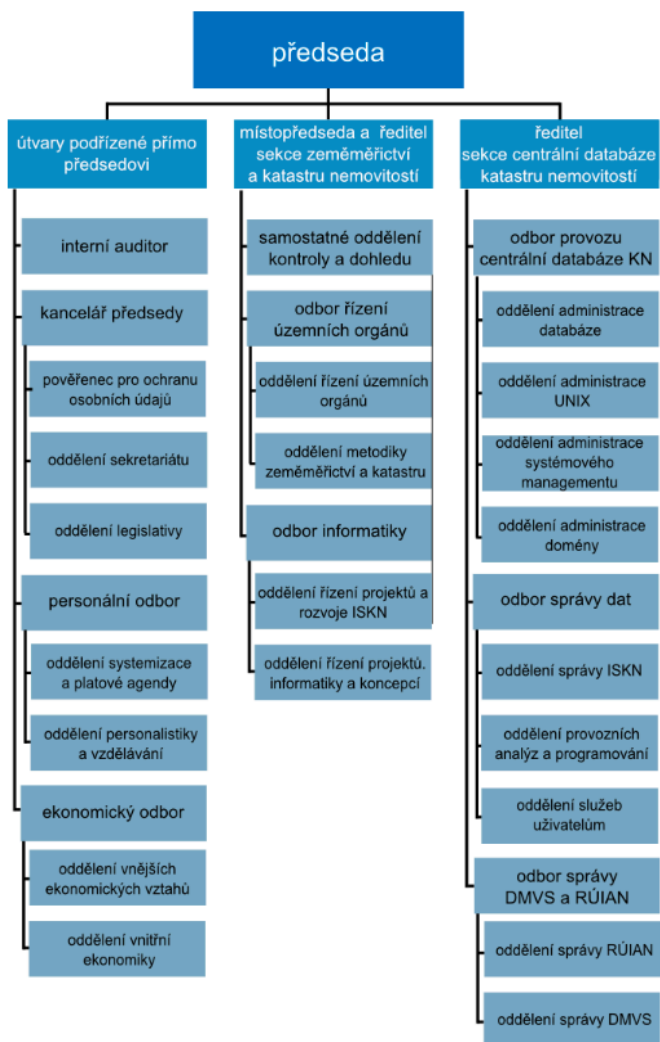 předseda
útvary podřízené přímo
předsedovi
interní auditor
kancelář předsedy
pověřenec pro ochranu
osobních údajů
oddělení sekretariátu
oddělení legislativy
personální odbor
oddělení systemizace
a platové agendy
oddělení personalistiky
a vzdělávání
ekonomický odbor
oddělení vnějších
ekonomických vztahů
oddělení vnitřní
ekonomiky
místopředseda a ředitel
sekce zeměměřictví
a katastru nemovitostí
samostatné oddělení
kontroly a dohledu
odbor řízení
územních orgánů
oddělení řízení územních
orgánů
oddělení metodiky
zeměměřictví a katastru
odbor informatiky
oddělení řízení projektů a
rozvoje ISKN
oddělení řízení projektů.
informatiky a koncepcí
ředitel
sekce centrální databáze
katastru nemovitostí
odbor provozu
centrální databáze KN
oddělení administrace
databáze
oddělení administrace
UNIX
oddělení administrace
systémového
managementu
oddělení administrace
domény
odbor správy dat
oddělení správy ISKN
oddělení provozních
analýz a programování
oddělení služeb
uživatelům
odbor správy
DMVS a RÚIAN
oddělení správy RÚIAN
oddělení správy DMVS